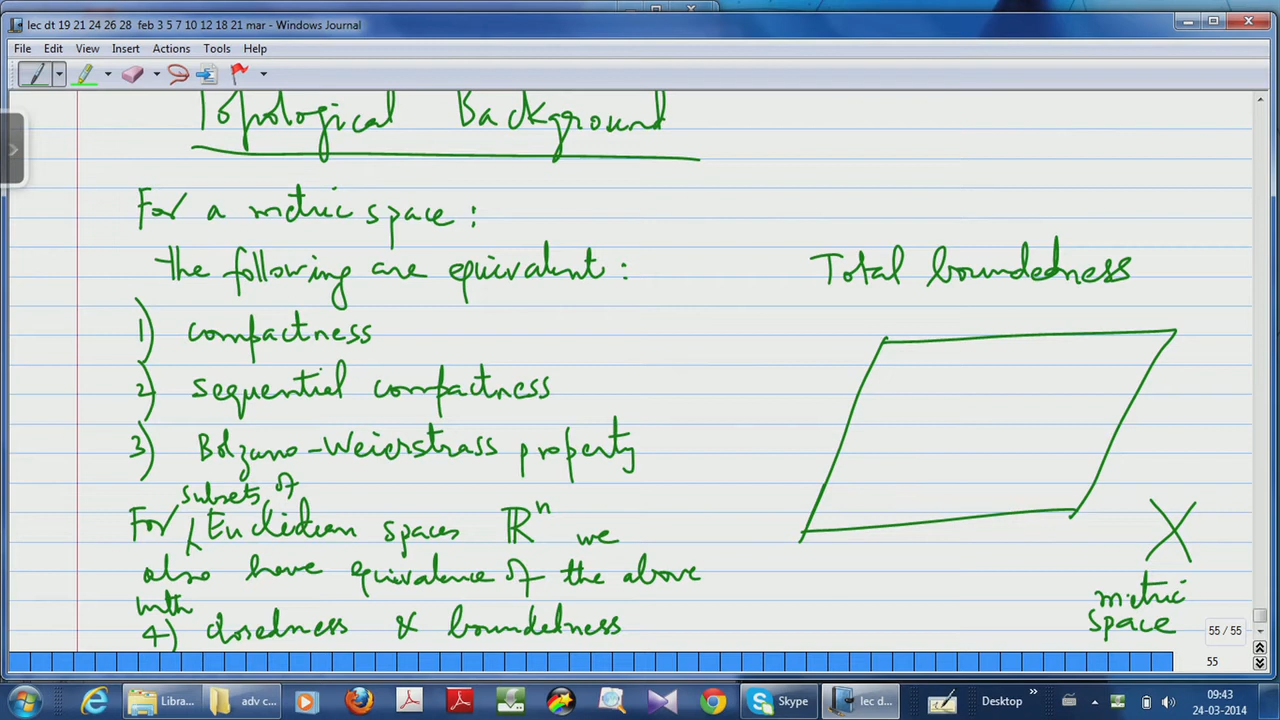 lec dt 19 21 24 26 28 feb 3 5 7 10 12 18 21 mar - Windows Journal
File Edit View Insert Actions Tools Help
Topological Background
For a metric space :
the following are equivalent :
1) compactness
2) sequential compactness
3) Bolzano-Weierstrass property
subsets of
For Euclidean spaces ℝⁿ we
also have equivalence of the above
with
4) closedness & boundedness
Total boundedness
X
metric
space
55 / 55
55
Libra...
adv c...
Skype
lec d...
Desktop
09:43
24-03-2014